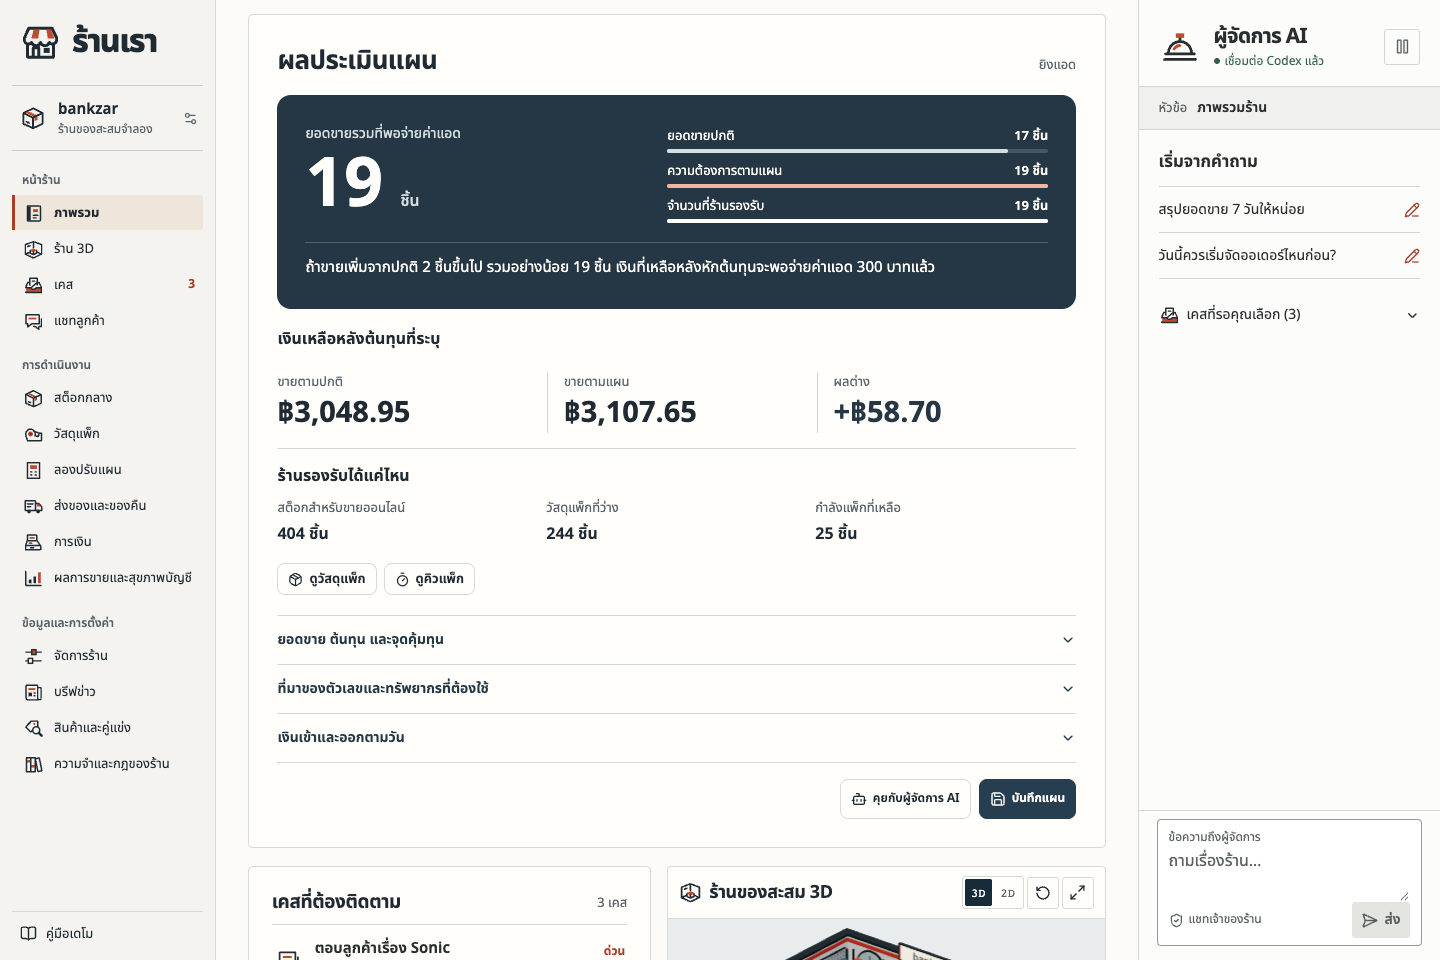 ร้านเรา
bankzar
ร้านของสะสมจำลอง
หน้าร้าน
ภาพรวม
ร้าน 3D
เคส
3
แชทลูกค้า
การดำเนินงาน
สต็อกกลาง
วัสดุแพ็ก
ลองปรับแผน
ส่งของและของคืน
การเงิน
ผลการขายและสุขภาพบัญชี
ข้อมูลและการตั้งค่า
จัดการร้าน
บรีฟข่าว
สินค้าและคู่แข่ง
ความจำและกฎของร้าน
คู่มือเดโม
ผลประเมินแผน
ยิงแอด
ยอดขายรวมที่พอจ่ายค่าแอด
19 ชิ้น
ยอดขายปกติ 17 ชิ้น
ความต้องการตามแผน 19 ชิ้น
จำนวนที่ร้านรองรับ 19 ชิ้น
ถ้าขายเพิ่มจากปกติ 2 ชิ้นขึ้นไป รวมอย่างน้อย 19 ชิ้น เงินที่เหลือหลังหักต้นทุนจะพอจ่ายค่าแอด 300 บาทแล้ว
เงินเหลือหลังต้นทุนที่ระบุ
ขายตามปกติ
฿3,048.95
ขายตามแผน
฿3,107.65
ผลต่าง
+฿58.70
ร้านรองรับได้แค่ไหน
สต็อกสำหรับขายออนไลน์
404 ชิ้น
วัสดุแพ็กที่ว่าง
244 ชิ้น
กำลังแพ็กที่เหลือ
25 ชิ้น
ดูวัสดุแพ็ก
ดูคิวแพ็ก
ยอดขาย ต้นทุน และจุดคุ้มทุน
ที่มาของตัวเลขและทรัพยากรที่ต้องใช้
เงินเข้าและออกตามวัน
คุยกับผู้จัดการ AI
บันทึกแผน
เคสที่ต้องติดตาม
3 เคส
ตอบลูกค้าเรื่อง Sonic
ด่วน
ร้านของสะสม 3D
3D
2D
ผู้จัดการ AI
เชื่อมต่อ Codex แล้ว
หัวข้อ ภาพรวมร้าน
เริ่มจากคำถาม
สรุปยอดขาย 7 วันให้หน่อย
วันนี้ควรเริ่มจัดออเดอร์ไหนก่อน?
เคสที่รอคุณเลือก (3)
ข้อความถึงผู้จัดการ
ถามเรื่องร้าน...
แชทเจ้าของร้าน
ส่ง